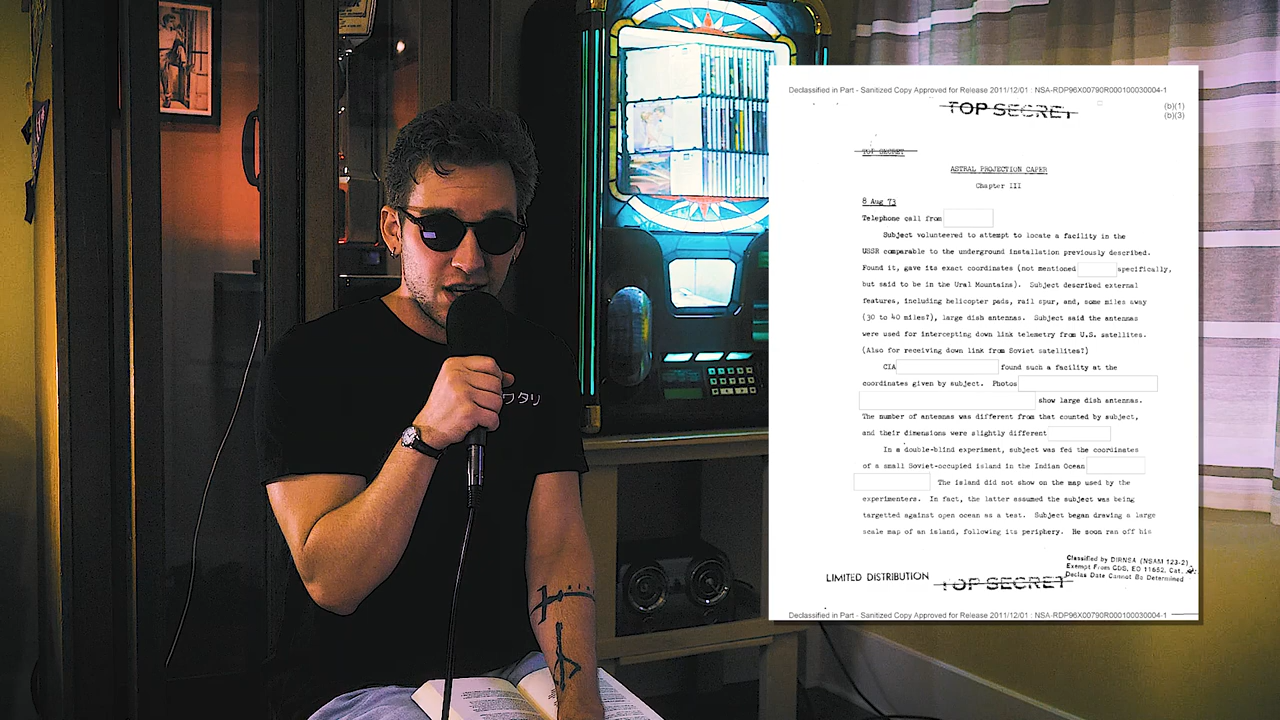 ワタリ
Declassified in Part - Sanitized Copy Approved for Release 2011/12/01 : NSA-RDP96X00790R000100030004-1
TOP SECRET
(b)(1)
(b)(3)
TOP SECRET
ASTRAL PROJECTION CAPER
Chapter III
8 Aug 73
Telephone call from
Subject volunteered to attempt to locate a facility in the
USSR comparable to the underground installation previously described.
Found it, gave its exact coordinates (not mentioned specifically,
but said to be in the Ural Mountains). Subject described external
features, including helicopter pads, rail spur, and, some miles away
(30 to 40 miles?), large dish antennas. Subject said the antennas
were used for intercepting down link telemetry from U.S. satellites.
(Also for receiving down link from Soviet satellites?)
CIA found such a facility at the
coordinates given by subject. Photos
show large dish antennas.
The number of antennas was different from that counted by subject,
and their dimensions were slightly different
In a double-blind experiment, subject was fed the coordinates
of a small Soviet-occupied island in the Indian Ocean
The island did not show on the map used by the
experimenters. In fact, the latter assumed the subject was being
targetted against open ocean as a test. Subject began drawing a large
scale map of an island, following its periphery. He soon ran off his
Classified by DIRNSA (NSAM 123-2)
Exempt From GDS, EO 11652, Cat.
Declas Date Cannot Be Determined
LIMITED DISTRIBUTION
TOP SECRET
Declassified in Part - Sanitized Copy Approved for Release 2011/12/01 : NSA-RDP96X00790R000100030004-1